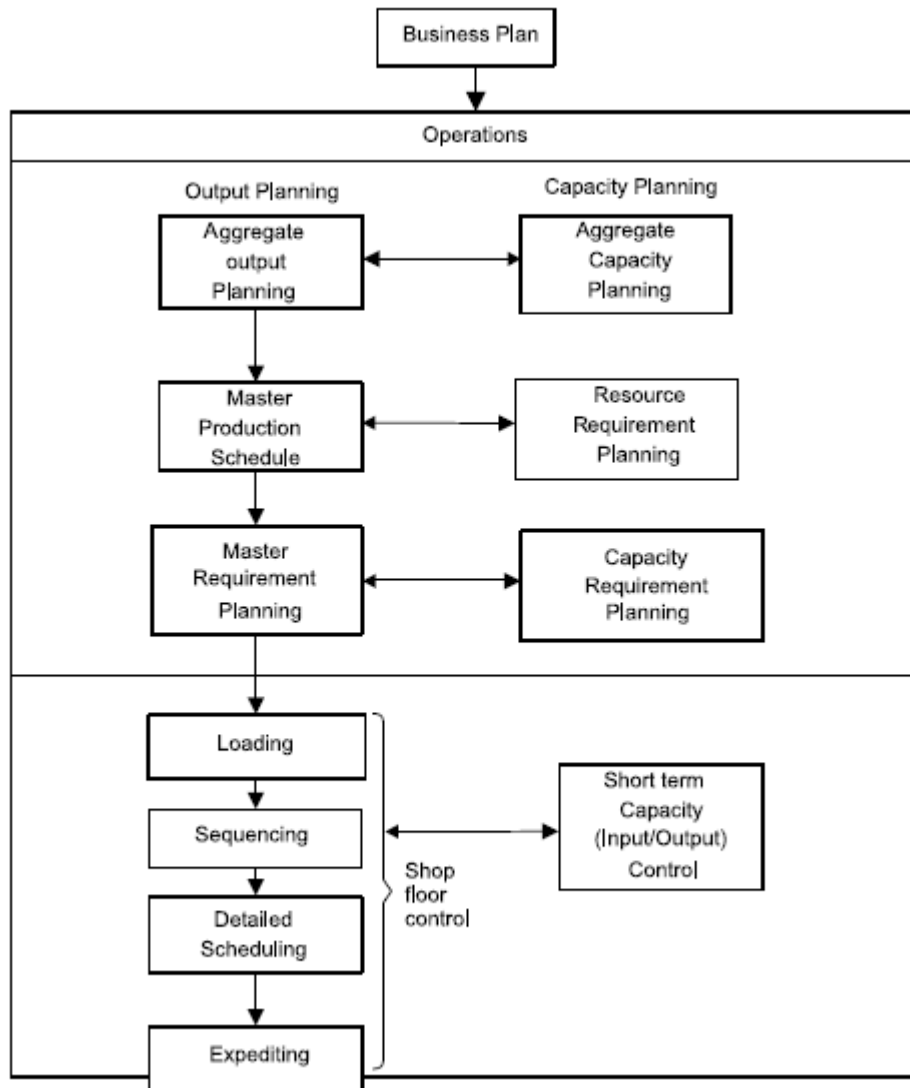 Business Plan
Operations
Output Planning
Capacity Planning
Aggregate
output
Planning
Aggregate
Capacity
Planning
Master
Production
Schedule
Resource
Requirement
Planning
Master
Requirement
Planning
Capacity
Requirement
Planning
Loading
Sequencing
Detailed
Scheduling
Expediting
Shop
floor
control
Short term
Capacity
(Input/Output)
Control